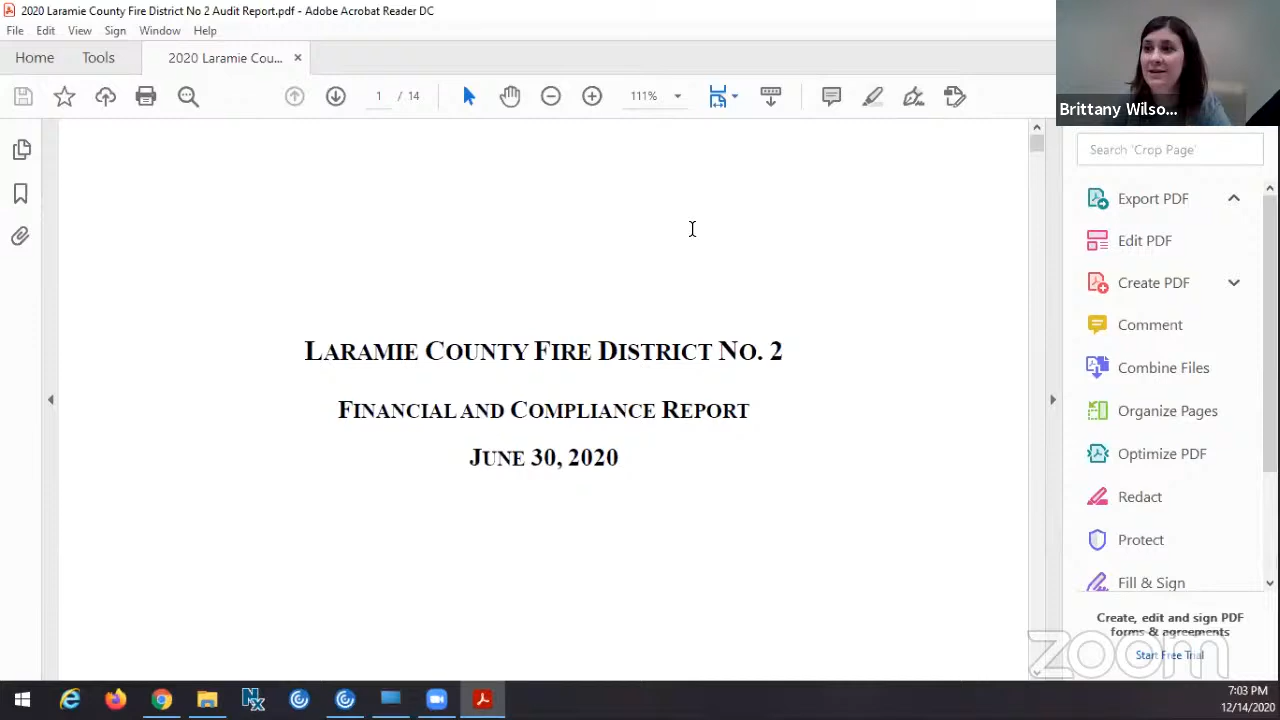 2020 Laramie County Fire District No 2 Audit Report.pdf - Adobe Acrobat Reader DC
File Edit View Sign Window Help
Home Tools 2020 Laramie Cou... ×
1 / 14 111%
Brittany Wilso...
Search 'Crop Page'
Export PDF
Edit PDF
Create PDF
Comment
Combine Files
Organize Pages
Optimize PDF
Redact
Protect
Fill & Sign
Create, edit and sign PDF
forms & agreements
Start Free Trial
LARAMIE COUNTY FIRE DISTRICT NO. 2
FINANCIAL AND COMPLIANCE REPORT
JUNE 30, 2020
zoom
7:03 PM
12/14/2020